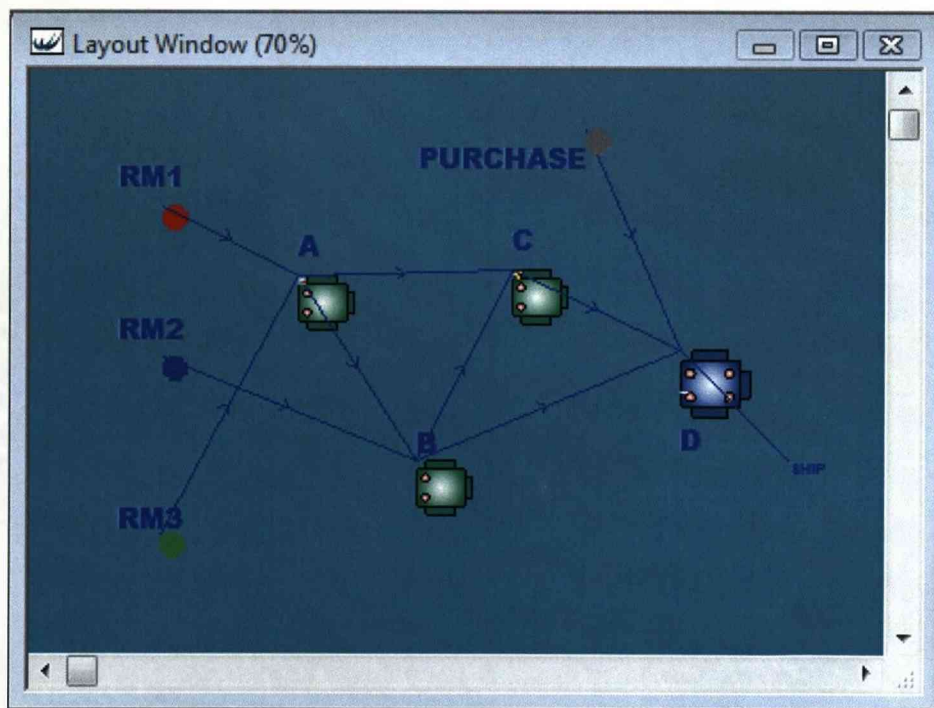 Layout Window (70%)
PURCHASE
RM1
A
C
RM2
B
D
SHIP
RM3